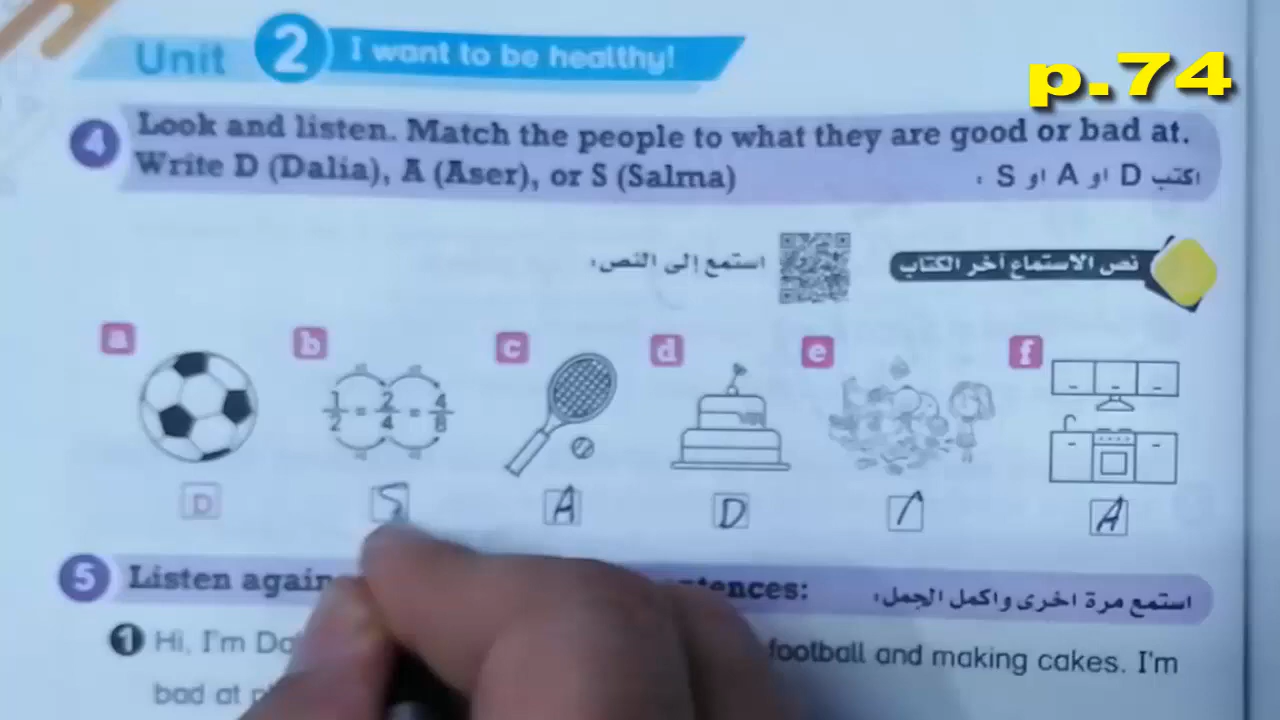 Unit 2 I want to be healthy!
p.74
4 Look and listen. Match the people to what they are good or bad at.
Write D (Dalia), A (Aser), or S (Salma)
اكتب D او A او S :
استمع إلى النص:
نص الاستماع آخر الكتاب
a b c d e f
1/2 = 2/4 = 4/8
D S A D A
5 Listen again
استمع مرة اخرى واكمل الجمل:
1 Hi, I'm football and making cakes. I'm
bad at